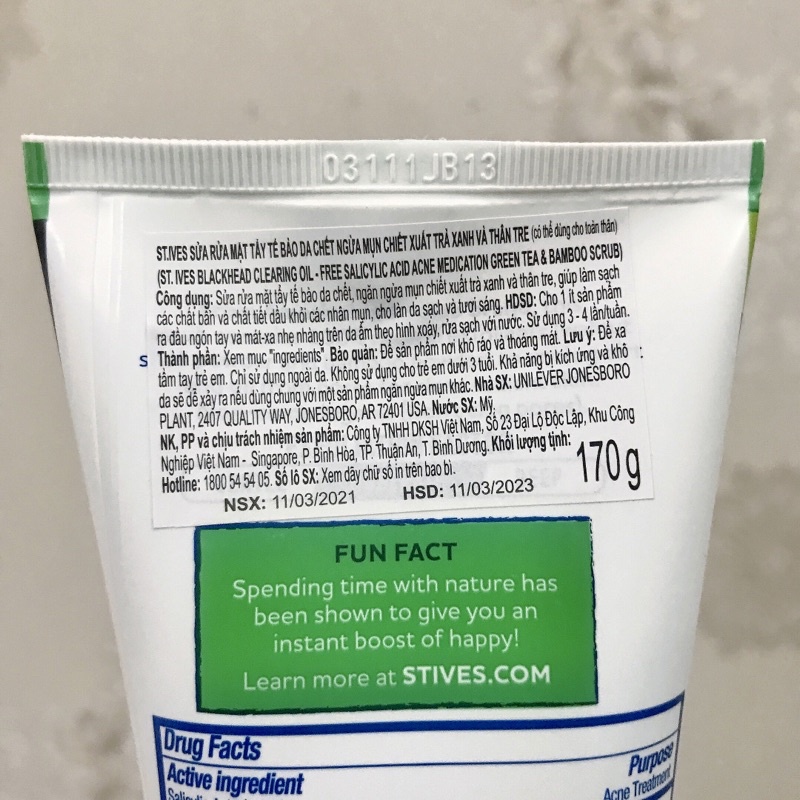 03111JB13
ST.IVES SỮA RỬA MẶT TẨY TẾ BÀO DA CHẾT NGỪA MỤN CHIẾT XUẤT TRÀ XANH VÀ THÂN TRE (có thể dùng cho toàn thân)
(ST. IVES BLACKHEAD CLEARING OIL - FREE SALICYLIC ACID ACNE MEDICATION GREEN TEA & BAMBOO SCRUB)
Công dụng: Sữa rửa mặt tẩy tế bào da chết, ngăn ngừa mụn chiết xuất trà xanh và thân tre, giúp làm sạch
các chất bẩn và chất tiết dầu khỏi các nhân mụn, cho làn da sạch và tươi sáng. HDSD: Cho 1 ít sản phẩm
ra đầu ngón tay và mát-xa nhẹ nhàng trên da ẩm theo hình xoáy, rửa sạch với nước. Sử dụng 3 - 4 lần/tuần.
Thành phần: Xem mục "ingredients". Bảo quản: Để sản phẩm nơi khô ráo và thoáng mát. Lưu ý: Để xa
tầm tay trẻ em. Chỉ sử dụng ngoài da. Không sử dụng cho trẻ em dưới 3 tuổi. Khả năng bị kích ứng và khô
da sẽ dễ xảy ra nếu dùng chung với một sản phẩm ngăn ngừa mụn khác. Nhà SX: UNILEVER JONESBORO
PLANT, 2407 QUALITY WAY, JONESBORO, AR 72401 USA. Nước SX: Mỹ
NK, PP và chịu trách nhiệm sản phẩm: Công ty TNHH DKSH Việt Nam, Số 23 Đại Lộ Độc Lập, Khu Công
Nghiệp Việt Nam - Singapore, P. Bình Hòa, TP. Thuận An, T. Bình Dương. Khối lượng tịnh:
Hotline: 1800 54 54 05. Số lô SX: Xem dãy chữ số in trên bao bì.
170 g
NSX: 11/03/2021 HSD: 11/03/2023
FUN FACT
Spending time with nature has
been shown to give you an
instant boost of happy!
Learn more at STIVES.COM
Drug Facts
Active ingredient Purpose
Acne Treatment